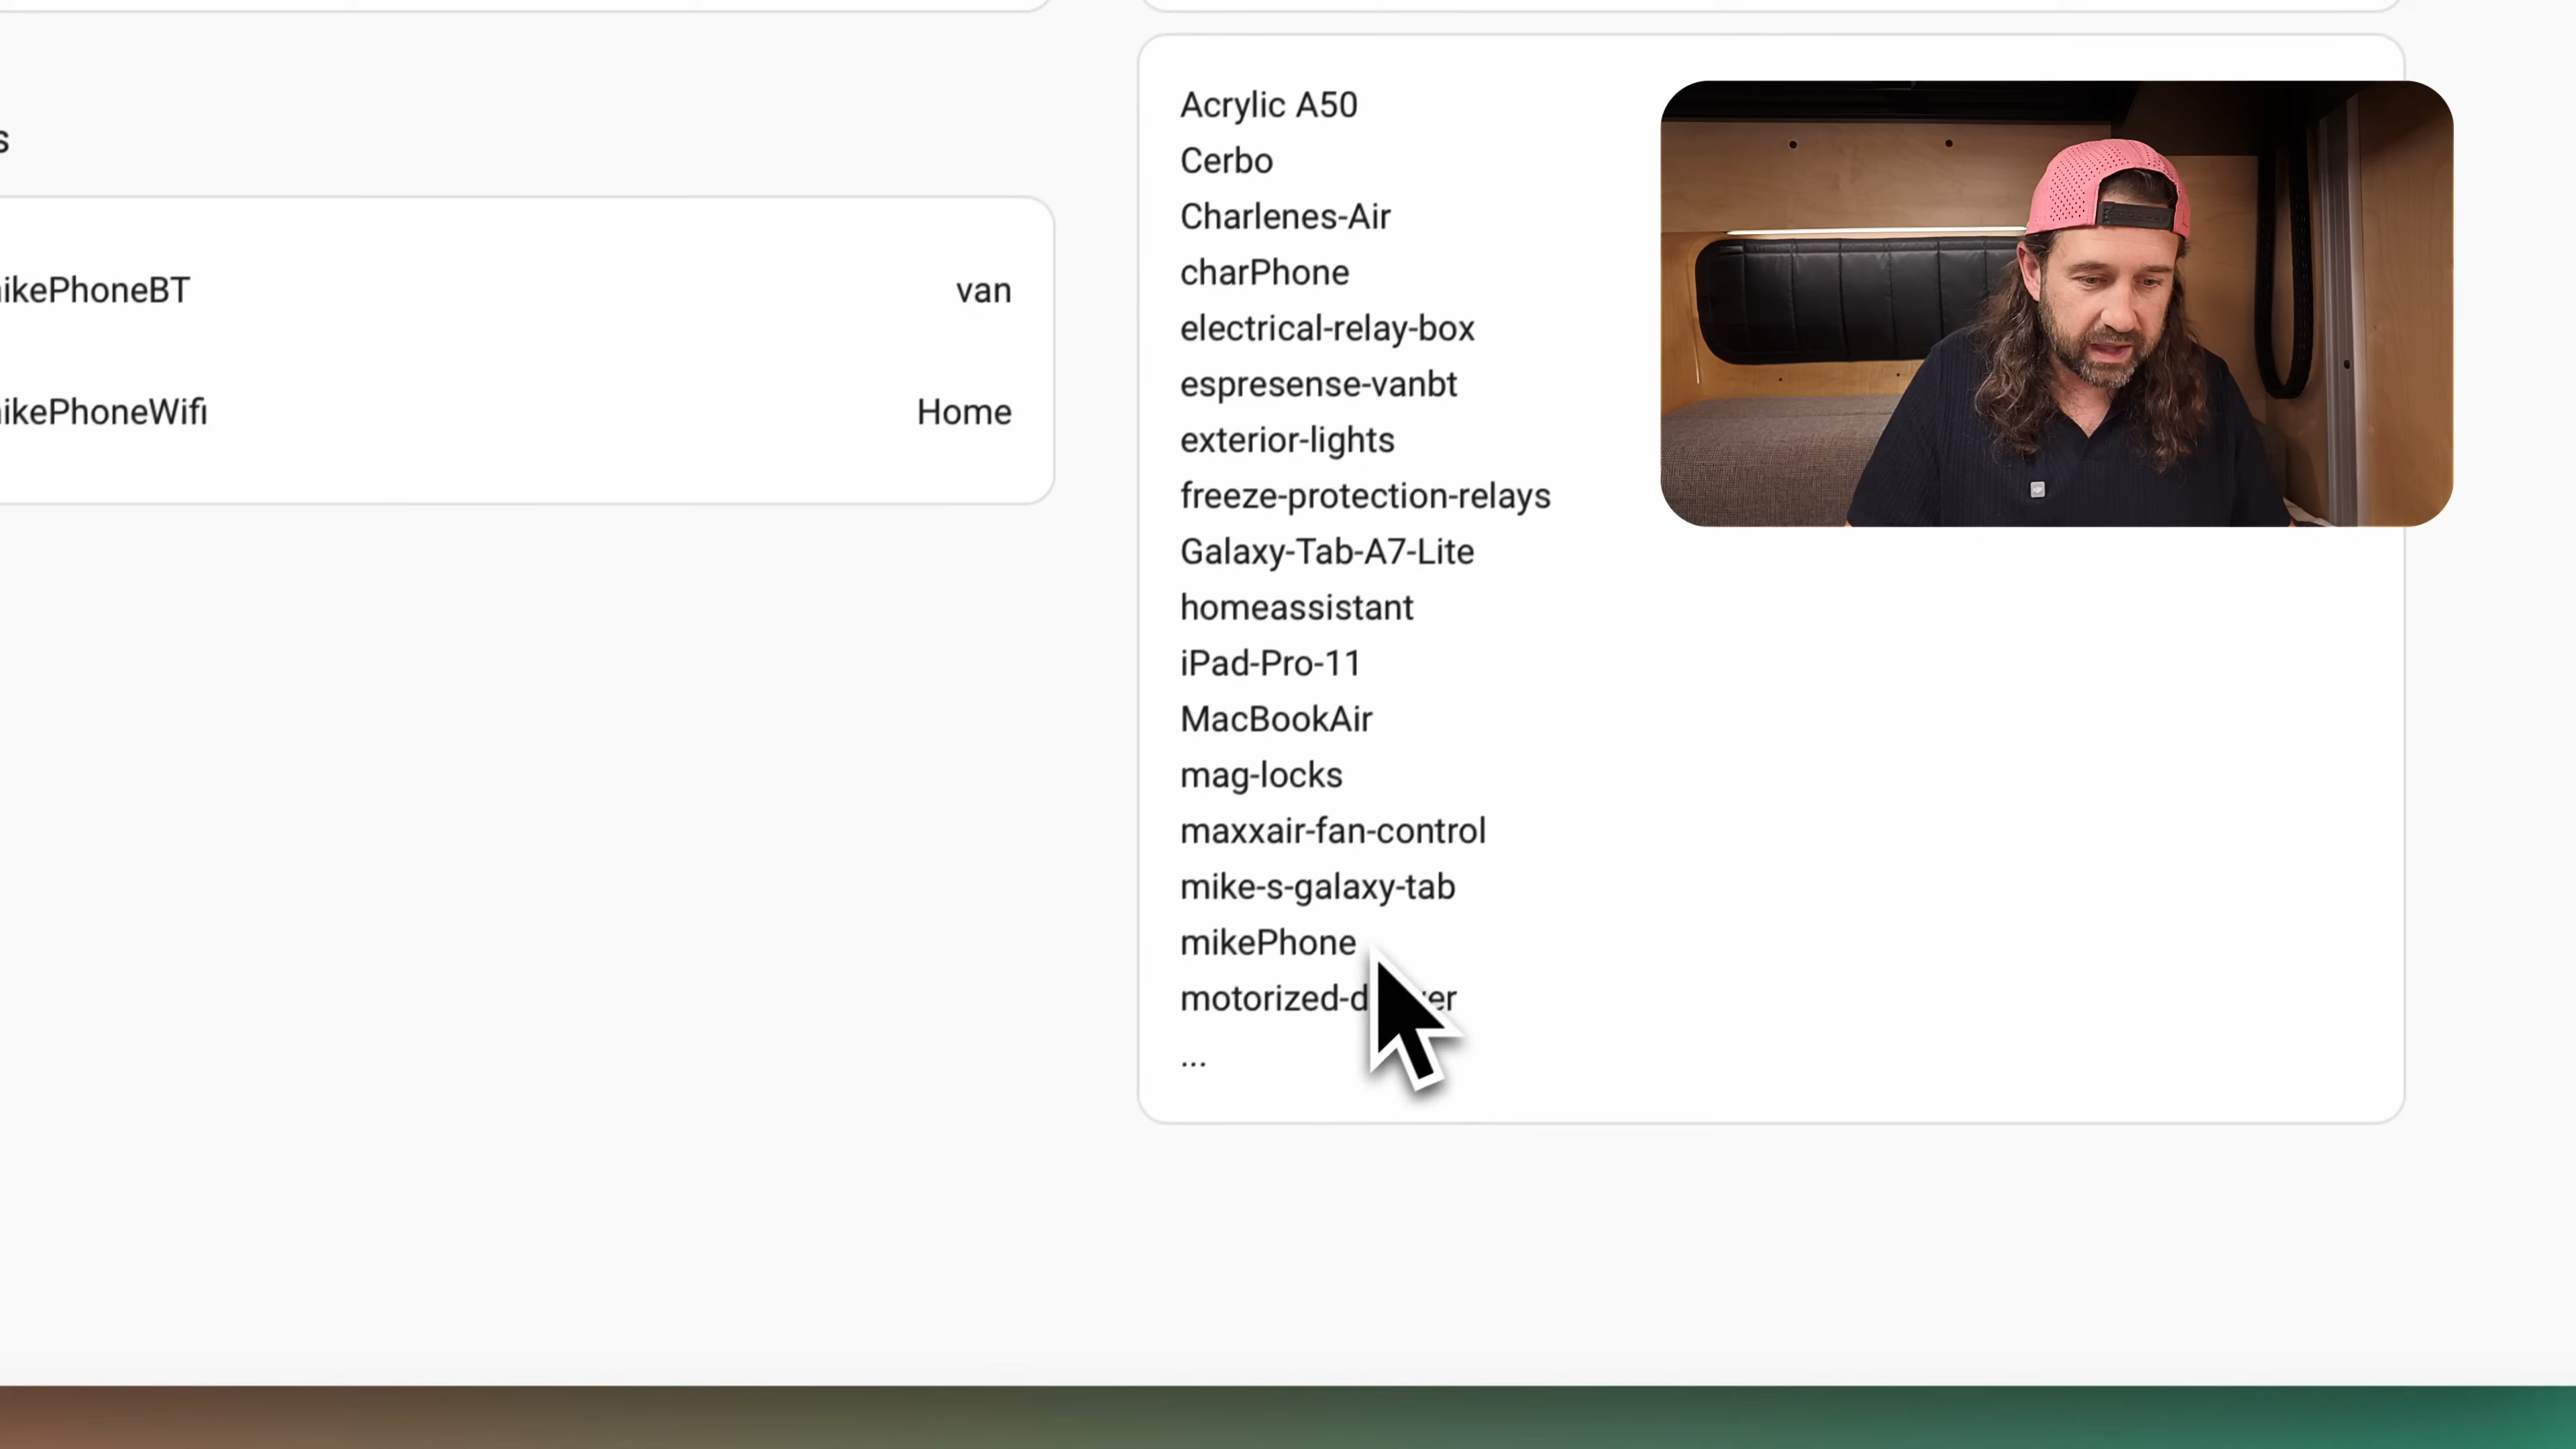 s
ikePhoneBT
van
ikePhoneWifi
Home
Acrylic A50
Cerbo
Charlenes-Air
charPhone
electrical-relay-box
espresense-vanbt
exterior-lights
freeze-protection-relays
Galaxy-Tab-A7-Lite
homeassistant
iPad-Pro-11
MacBookAir
mag-locks
maxxair-fan-control
mike-s-galaxy-tab
mikePhone
motorized-d er
...